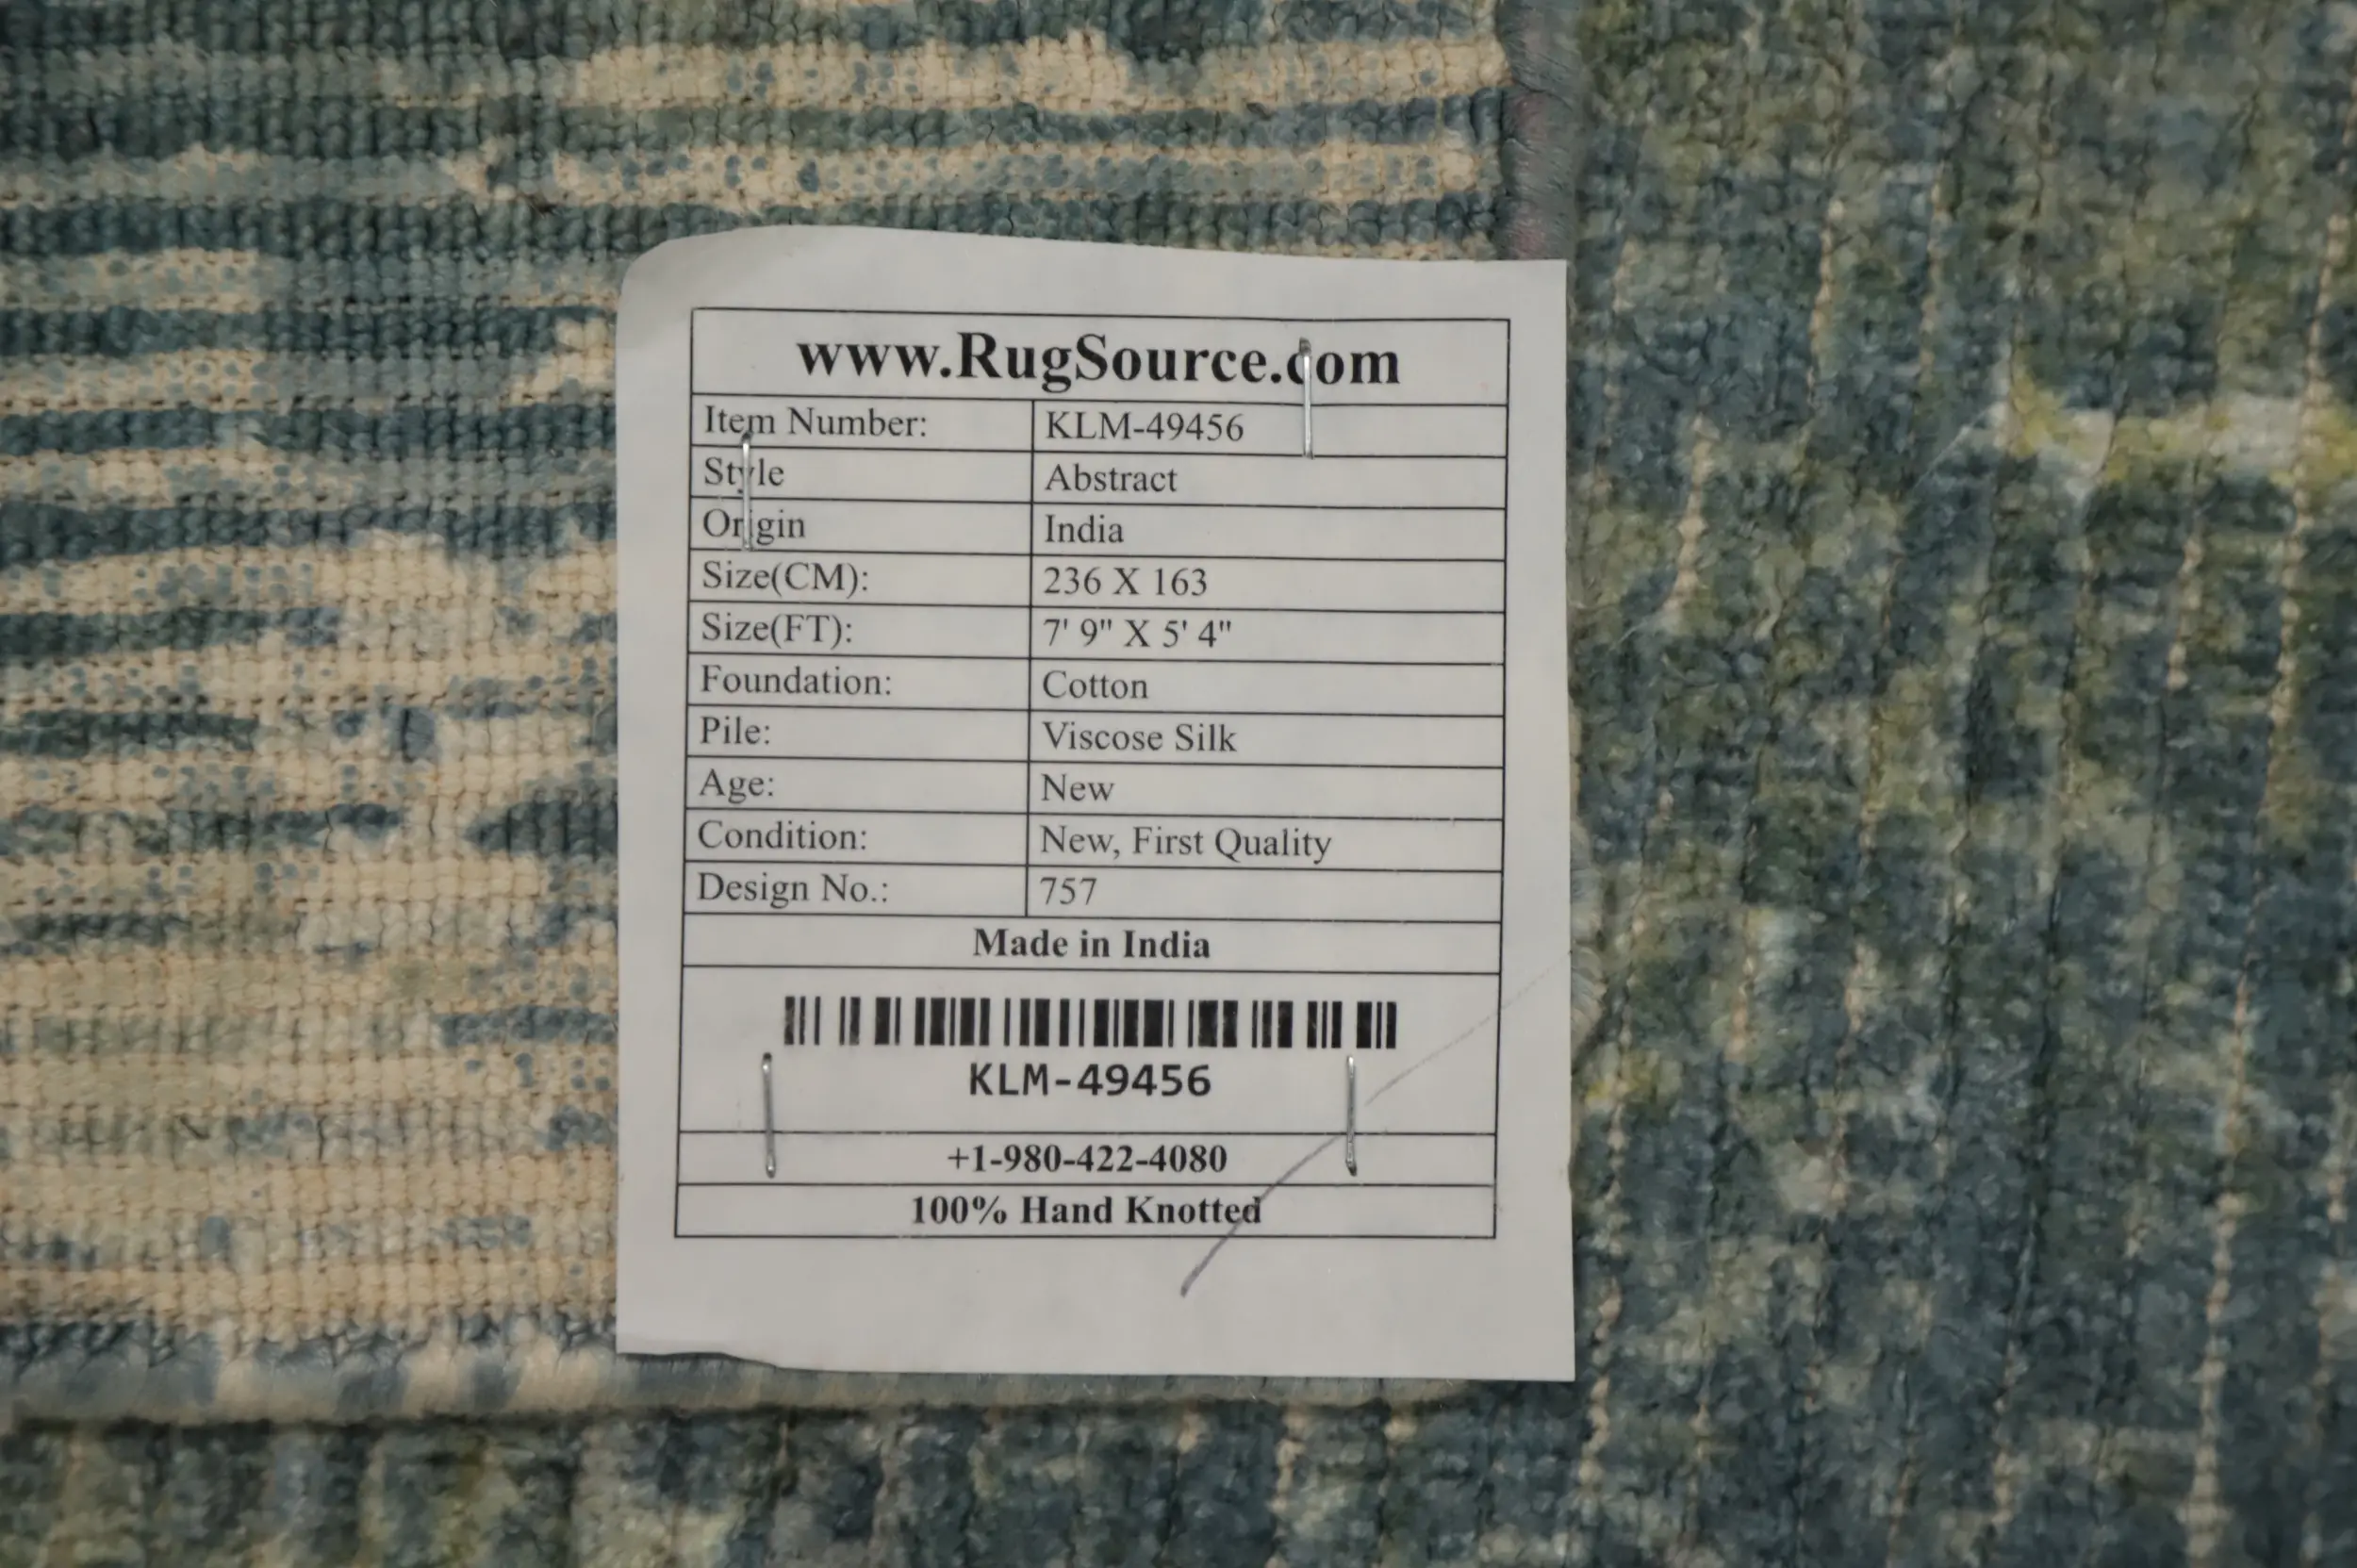 www.RugSource.com
Item Number: KLM-49456
Style Abstract
Origin India
Size(CM): 236 X 163
Size(FT): 7' 9" X 5' 4"
Foundation: Cotton
Pile: Viscose Silk
Age: New
Condition: New, First Quality
Design No.: 757
Made in India
KLM-49456
+1-980-422-4080
100% Hand Knotted